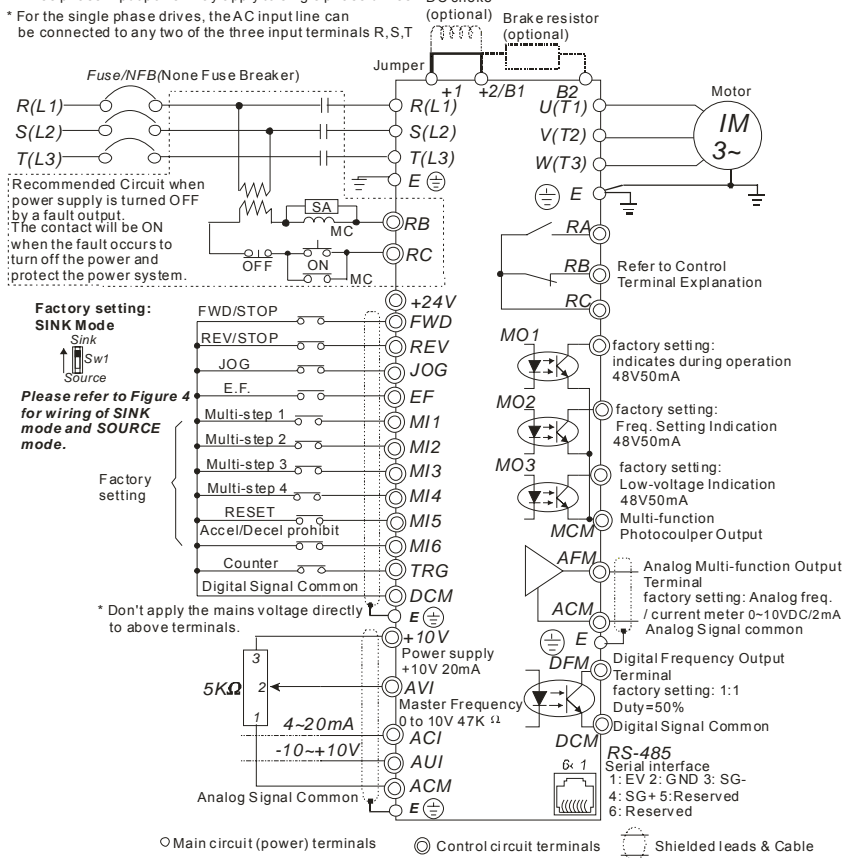 * For the single phase drives, the AC input line can
be connected to any two of the three input terminals R,S,T
(optional)
Brake resistor
(optional)
Jumper
Fuse/NFB(None Fuse Breaker)
+1
+2/B1
B2
Motor
R(L1)
R(L1)
U(T1)
IM
3~
S(L2)
S(L2)
V(T2)
T(L3)
T(L3)
W(T3)
E
E
Recommended Circuit when
power supply is turned OFF
by a fault output.
The contact will be ON
when the fault occurs to
turn off the power and
protect the power system.
SA
MC
RB
OFF
ON
MC
RC
RA
RB
Refer to Control
Terminal Explanation
RC
Factory setting:
SINK Mode
Sink
Sw1
Source
Please refer to Figure 4
for wiring of SINK
mode and SOURCE
mode.
+24V
FWD/STOP
FWD
REV/STOP
REV
JOG
JOG
E.F.
EF
Multi-step 1
MI1
Multi-step 2
MI2
Multi-step 3
MI3
Multi-step 4
MI4
Factory
setting
RESET
MI5
Accel/Decel prohibit
MI6
Counter
TRG
Digital Signal Common
DCM
* Don't apply the mains voltage directly
to above terminals.
E
MO1
factory setting:
indicates during operation
48V50mA
MO2
factory setting:
Freq. Setting Indication
48V50mA
MO3
factory setting:
Low-voltage Indication
48V50mA
MCM
Multi-function
Photocoulper Output
AFM
Analog Multi-function Output
Terminal
factory setting: Analog freq.
/ current meter 0~10VDC/2mA
ACM
Analog Signal common
E
+10V
Power supply
+10V 20mA
3
5KΩ
2
1
AVI
Master Frequency
0 to 10V 47K Ω
4~20mA
ACI
-10~+10V
AUI
ACM
Analog Signal Common
E
DFM
Digital Frequency Output
Terminal
factory setting: 1:1
Duty=50%
DCM
Digital Signal Common
RS-485
Serial interface
6← 1
1: EV 2: GND 3: SG-
4: SG+ 5:Reserved
6: Reserved
Main circuit (power) terminals
Control circuit terminals
Shielded leads & Cable